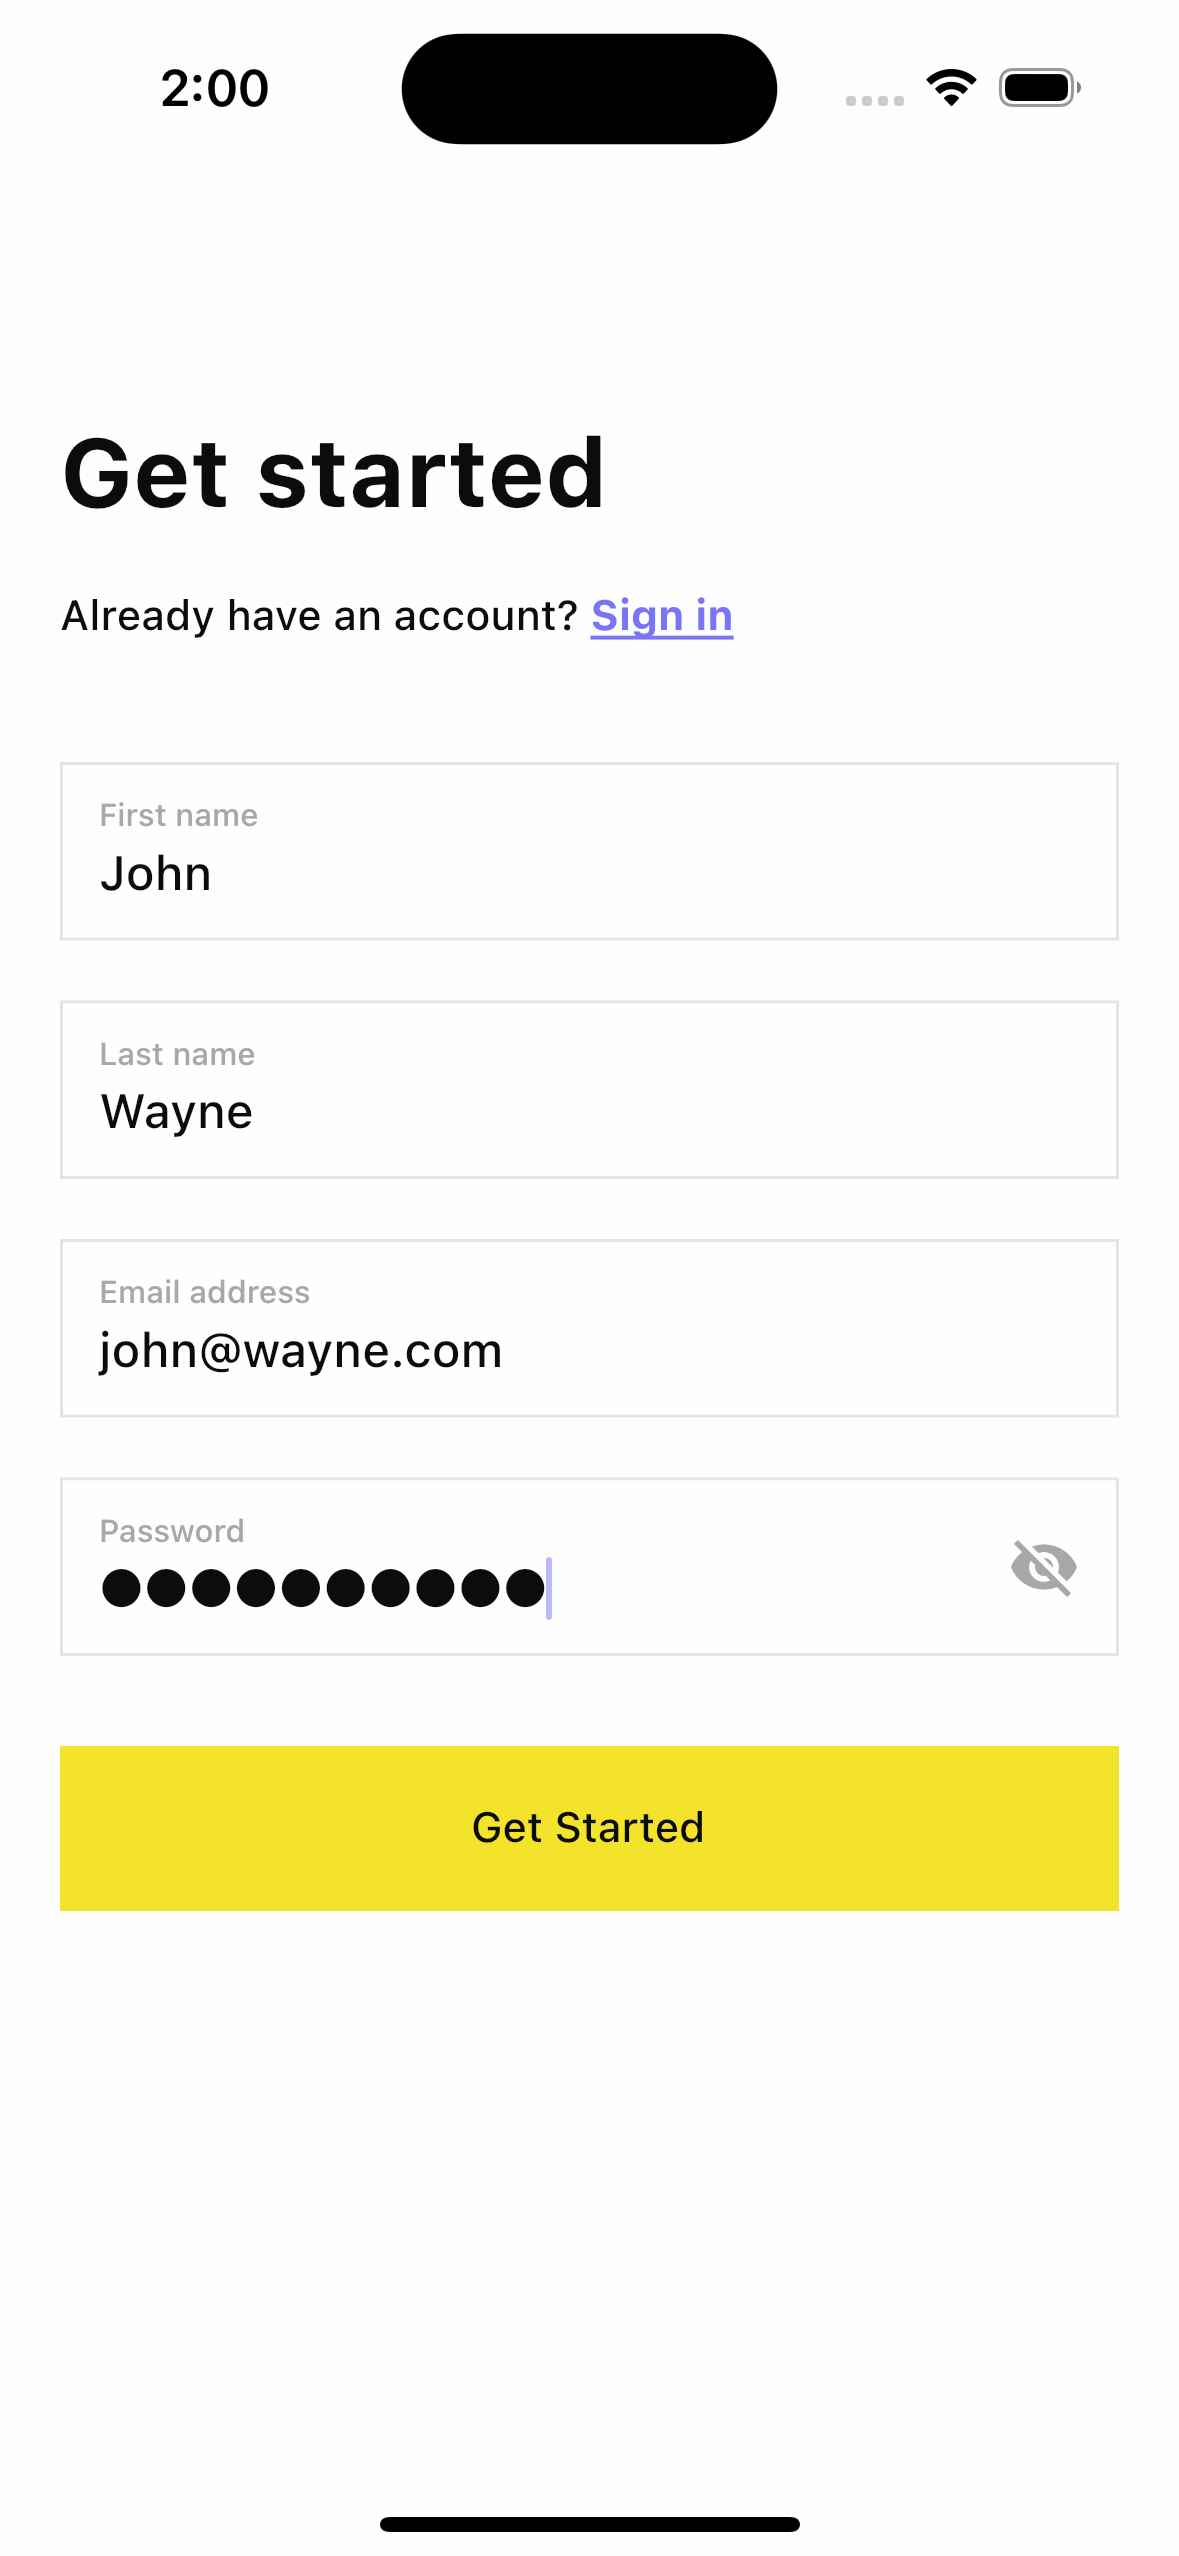 2:00
Get started
Already have an account? Sign in
First name
John
Last name
Wayne
Email address
john@wayne.com
Password
●●●●●●●●●●
Get Started